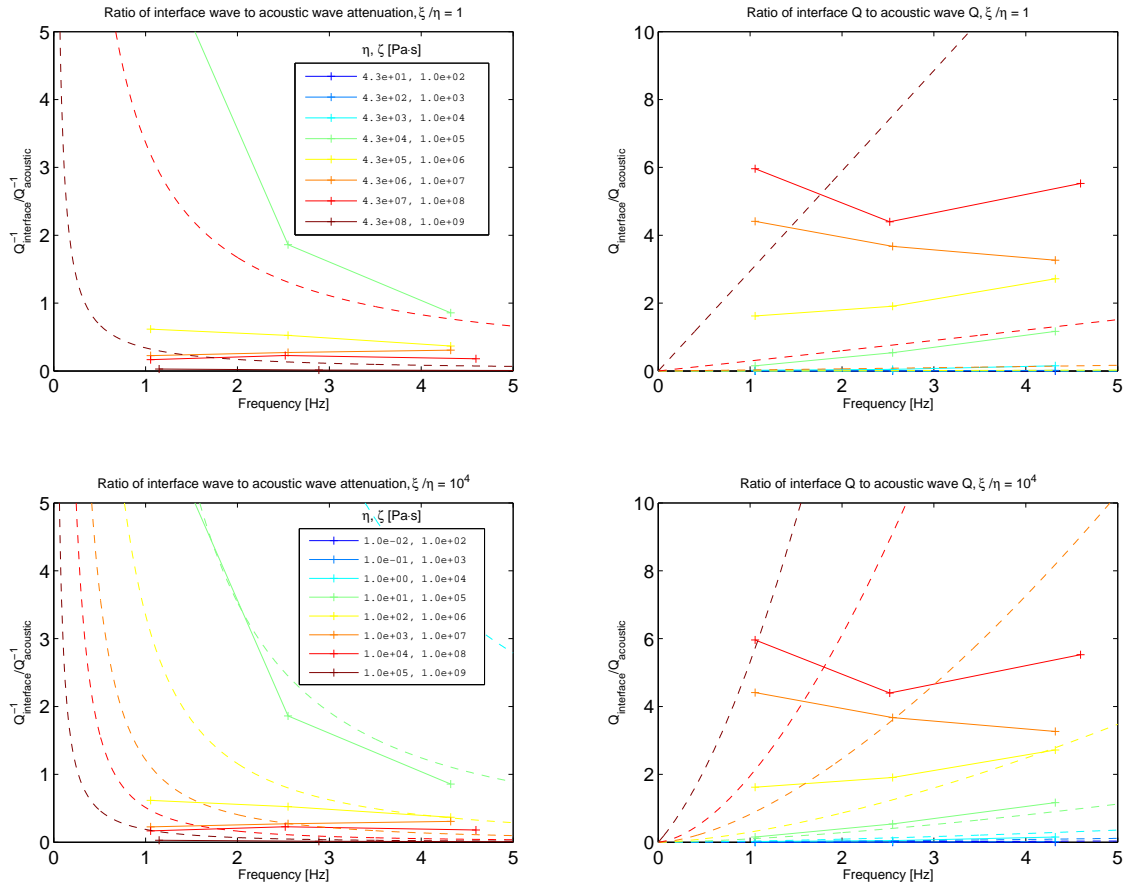 Ratio of interface wave to acoustic wave attenuation, ξ /η = 1
5
4
3
2
1
0
0 1 2 3 4 5
Frequency [Hz]
Q⁻¹interface/Q⁻¹acoustic
η, ζ [Pa·s]
4.3e+01, 1.0e+02
4.3e+02, 1.0e+03
4.3e+03, 1.0e+04
4.3e+04, 1.0e+05
4.3e+05, 1.0e+06
4.3e+06, 1.0e+07
4.3e+07, 1.0e+08
4.3e+08, 1.0e+09
Ratio of interface Q to acoustic wave Q, ξ /η = 1
10
8
6
4
2
0
0 1 2 3 4 5
Frequency [Hz]
Qinterface/Qacoustic
Ratio of interface wave to acoustic wave attenuation, ξ /η = 10⁴
5
4
3
2
1
0
0 1 2 3 4 5
Frequency [Hz]
Q⁻¹interface/Q⁻¹acoustic
η, ζ [Pa·s]
1.0e-02, 1.0e+02
1.0e-01, 1.0e+03
1.0e+00, 1.0e+04
1.0e+01, 1.0e+05
1.0e+02, 1.0e+06
1.0e+03, 1.0e+07
1.0e+04, 1.0e+08
1.0e+05, 1.0e+09
Ratio of interface Q to acoustic wave Q, ξ /η = 10⁴
10
8
6
4
2
0
0 1 2 3 4 5
Frequency [Hz]
Qinterface/Qacoustic